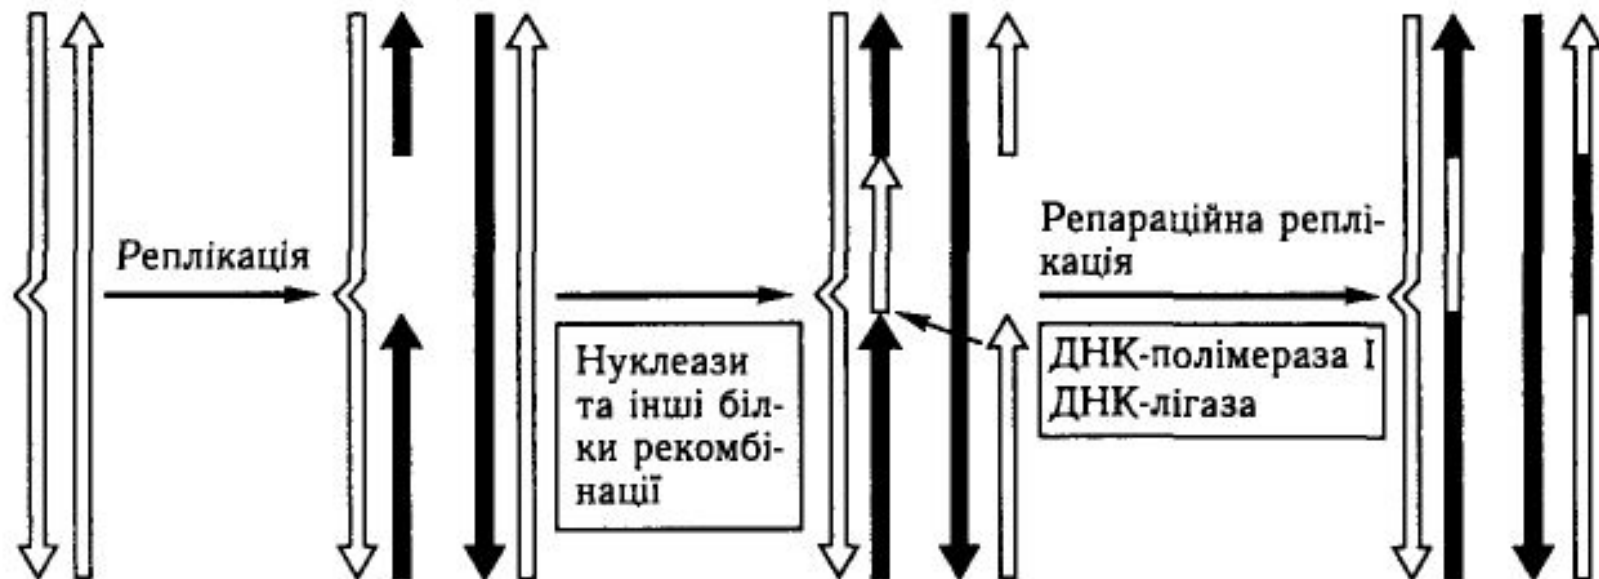 Реплікація
Нуклеази
та інші біл-
ки рекомбі-
нації
Репараційна реплі-
кація
ДНК-полімераза I
ДНК-лігаза